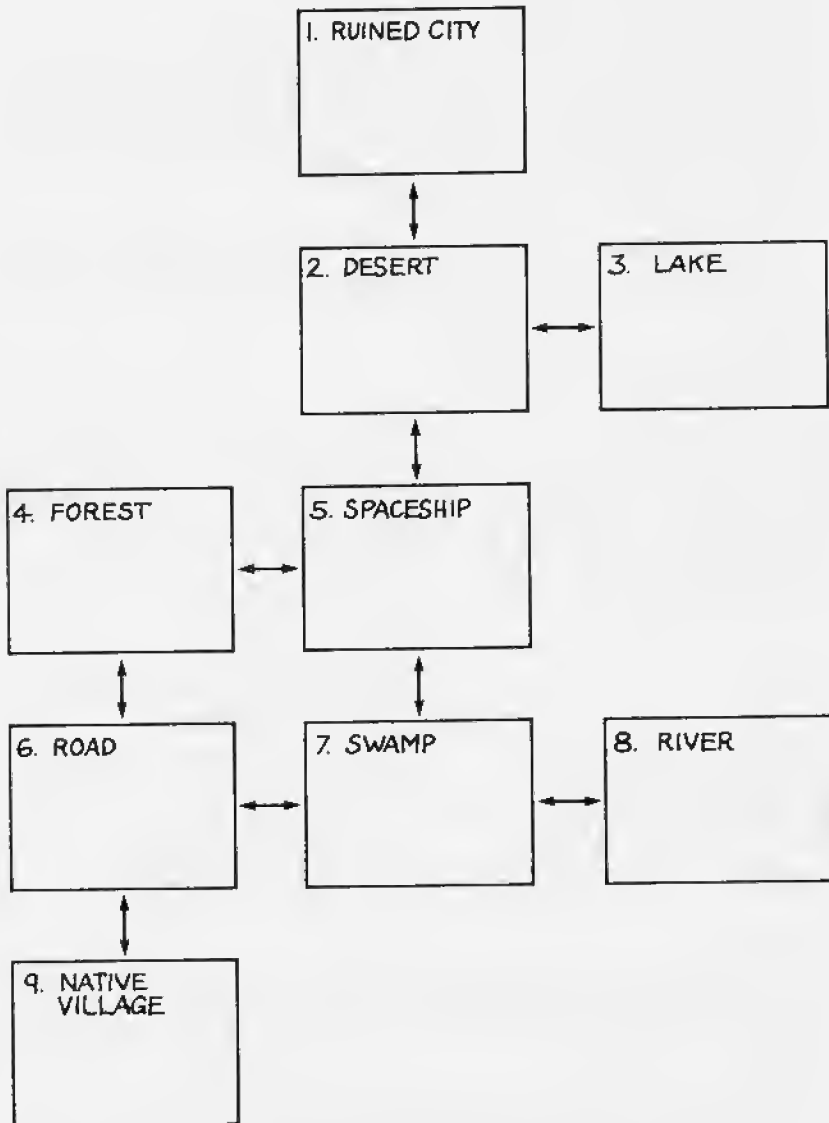 1. RUINED CITY
2. DESERT
3. LAKE
4. FOREST
5. SPACESHIP
6. ROAD
7. SWAMP
8. RIVER
9. NATIVE
VILLAGE